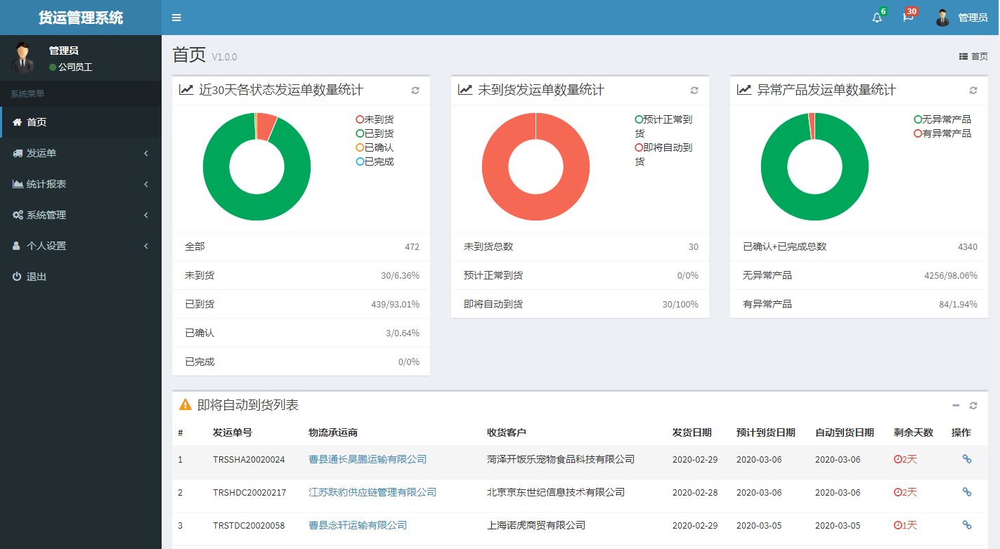 货运管理系统
6
30
管理员
管理员
公司员工
系统菜单
首页
发运单
统计报表
系统管理
个人设置
退出
首页 V1.0.0
首页
近30天各状态发运单数量统计
未到货
已到货
已确认
已完成
全部 472
未到货 30/6.36%
已到货 439/93.01%
已确认 3/0.64%
已完成 0/0%
未到货发运单数量统计
预计正常到
货
即将自动到
货
未到货总数 30
预计正常到货 0/0%
即将自动到货 30/100%
异常产品发运单数量统计
无异常产品
有异常产品
已确认+已完成总数 4340
无异常产品 4256/98.06%
有异常产品 84/1.94%
即将自动到货列表
# 发运单号 物流承运商 收货客户 发货日期 预计到货日期 自动到货日期 剩余天数 操作
1 TRSSHA20020024 曹县通长昊鹏运输有限公司 菏泽开饭乐宠物食品科技有限公司 2020-02-29 2020-03-06 2020-03-06 2天
2 TRSHDC20020217 江苏跃豹供应链管理有限公司 北京京东世纪信息技术有限公司 2020-02-28 2020-03-06 2020-03-06 2天
3 TRSTDC20020058 曹县念轩运输有限公司 上海诺虎商贸有限公司 2020-02-29 2020-03-05 2020-03-05 1天